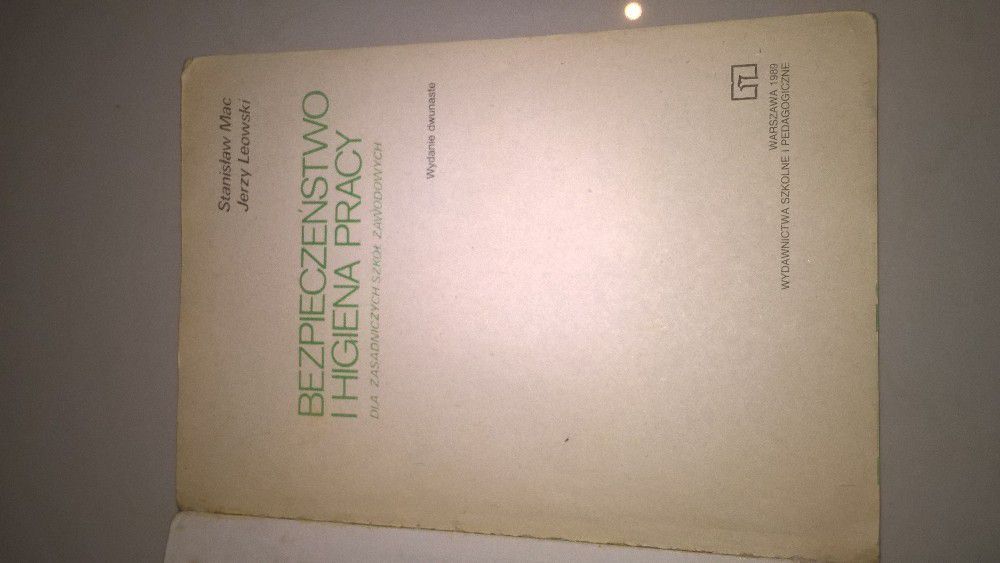 Stanisław Mac
Jerzy Leowski
BEZPIECZEŃSTWO
I HIGIENA PRACY
DLA ZASADNICZYCH SZKÓŁ ZAWODOWYCH
Wydanie dwunaste
WARSZAWA 1989
WYDAWNICTWA SZKOLNE I PEDAGOGICZNE